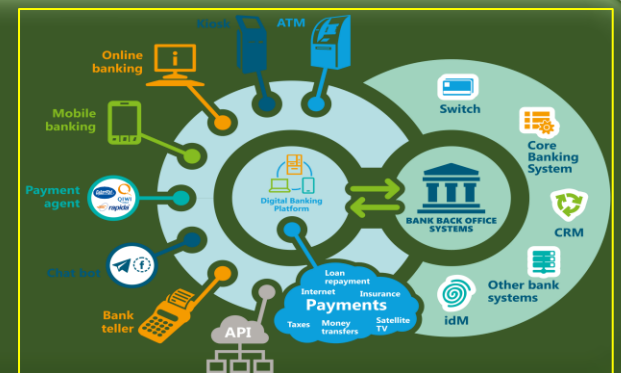 Kiosk
ATM
Online
banking
Mobile
banking
Payment
agent
QIWI
rapida
Chat bot
Bank
teller
API
Digital Banking
Platform
Loan
repayment
Internet
Insurance
Payments
Taxes
Money
transfers
Satellite
TV
BANK BACK OFFICE
SYSTEMS
Switch
Core
Banking
System
CRM
Other bank
systems
idM